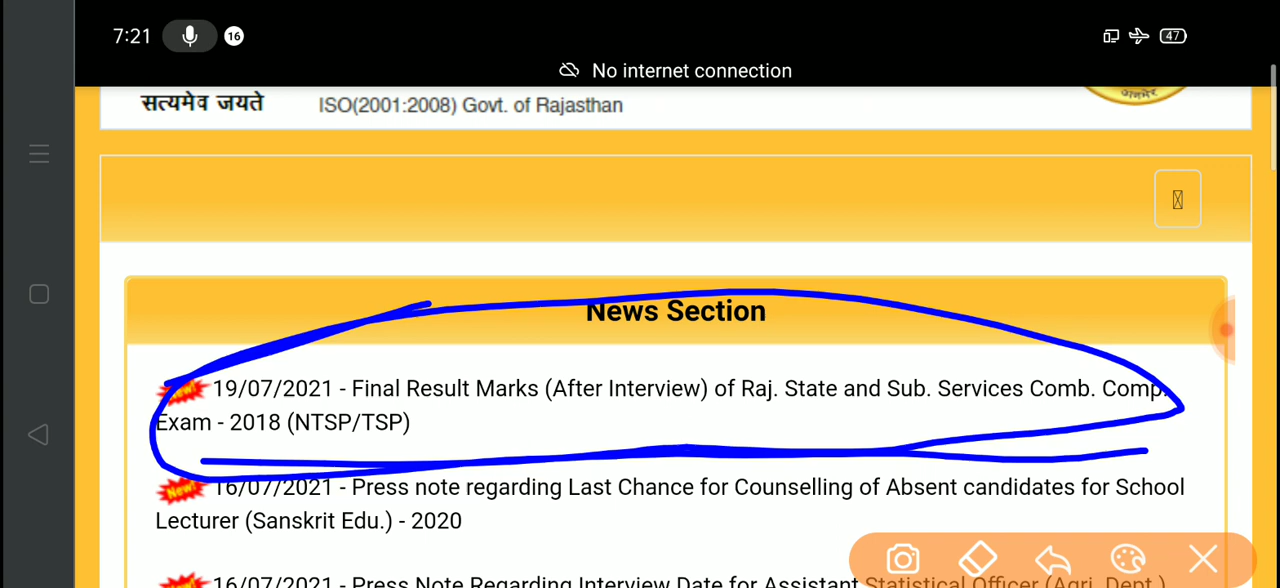 7:21 16 47
No internet connection
सत्यमेव जयते ISO(2001:2008) Govt. of Rajasthan
अजमेर
News Section
New! 19/07/2021 - Final Result Marks (After Interview) of Raj. State and Sub. Services Comb. Comp.
Exam - 2018 (NTSP/TSP)
New! 16/07/2021 - Press note regarding Last Chance for Counselling of Absent candidates for School
Lecturer (Sanskrit Edu.) - 2020
16/07/2021 - Press Note Regarding Interview Date for Assistant Statistical Officer (Agri. Dept.)